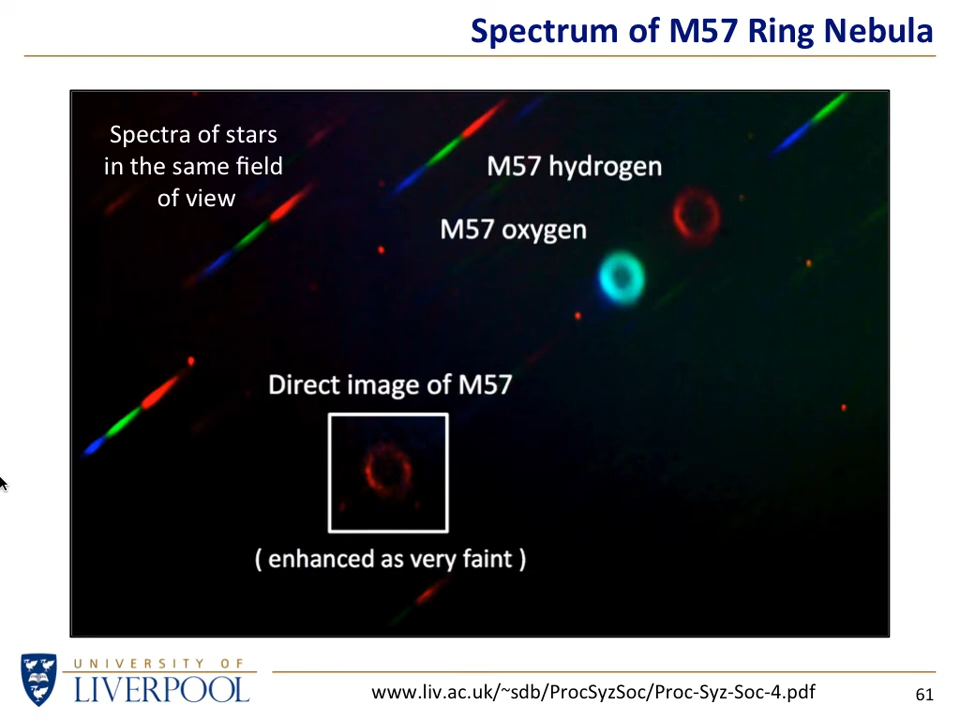 Spectrum of M57 Ring Nebula
Spectra of stars
in the same field
of view
M57 hydrogen
M57 oxygen
Direct image of M57
( enhanced as very faint )
UNIVERSITY OF
LIVERPOOL
www.liv.ac.uk/~sdb/ProcSyzSoc/Proc-Syz-Soc-4.pdf
61